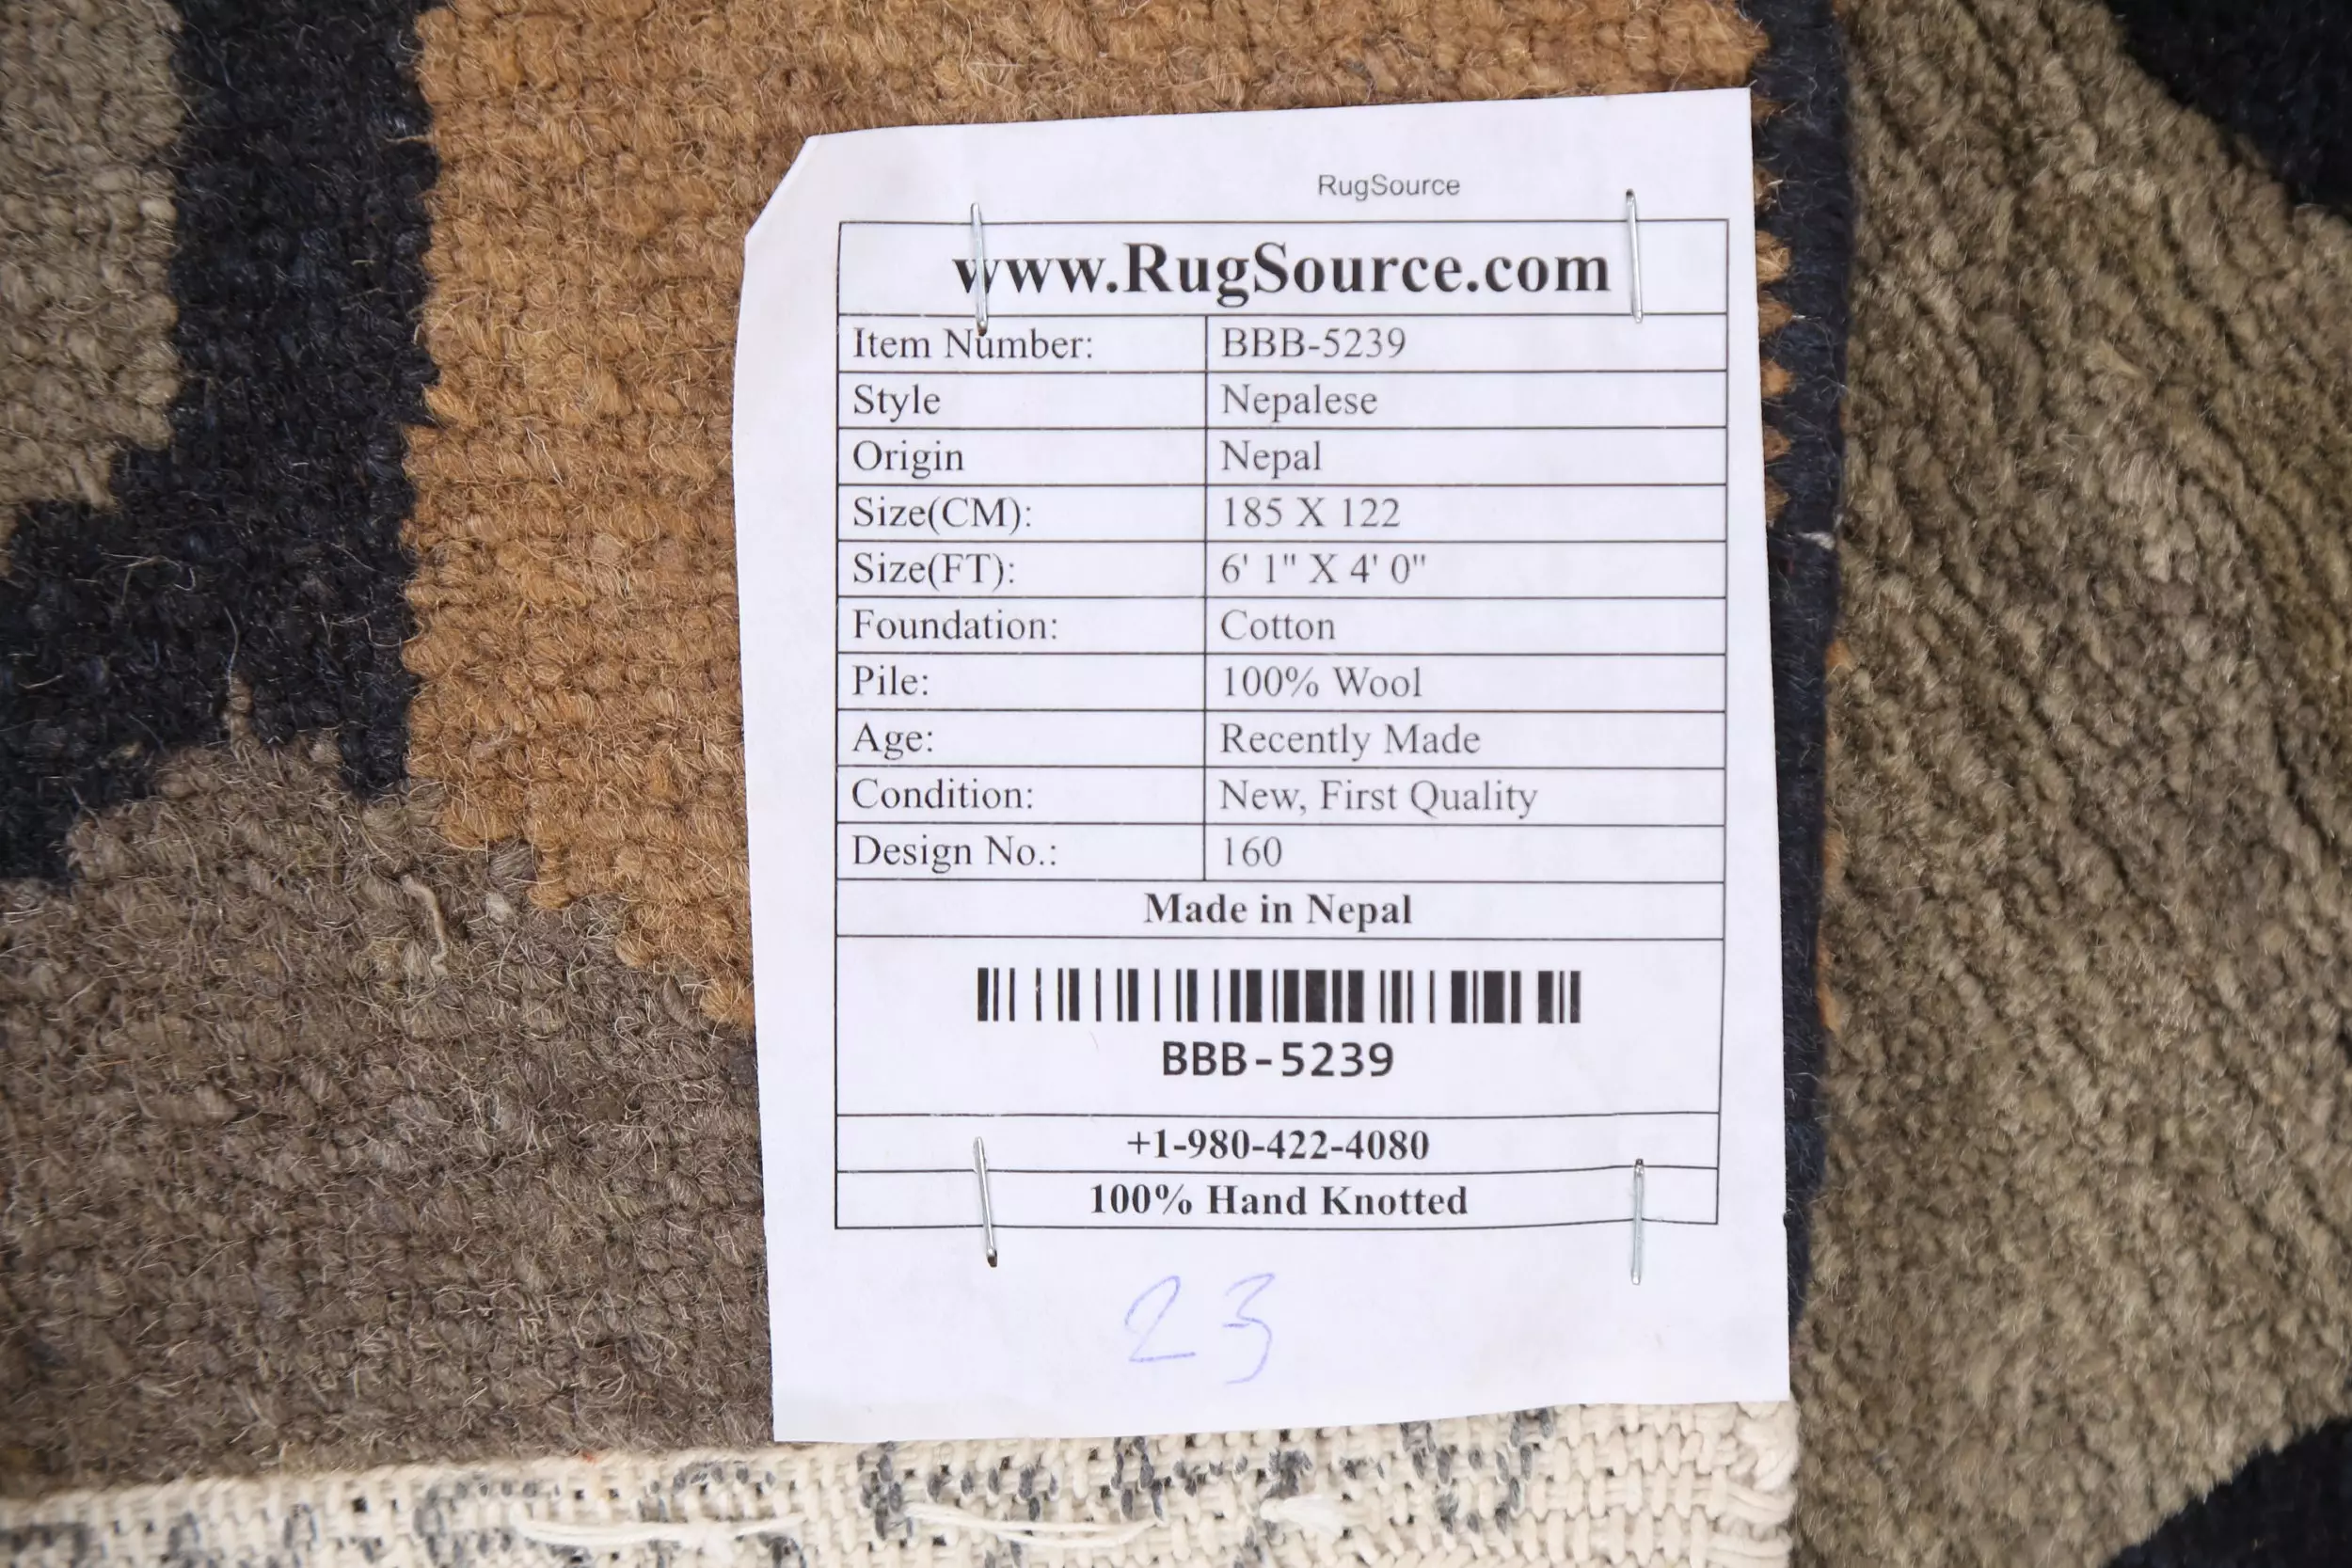 RugSource
www.RugSource.com
Item Number: BBB-5239
Style Nepalese
Origin Nepal
Size(CM): 185 X 122
Size(FT): 6' 1" X 4' 0"
Foundation: Cotton
Pile: 100% Wool
Age: Recently Made
Condition: New, First Quality
Design No.: 160
Made in Nepal
BBB-5239
+1-980-422-4080
100% Hand Knotted
23